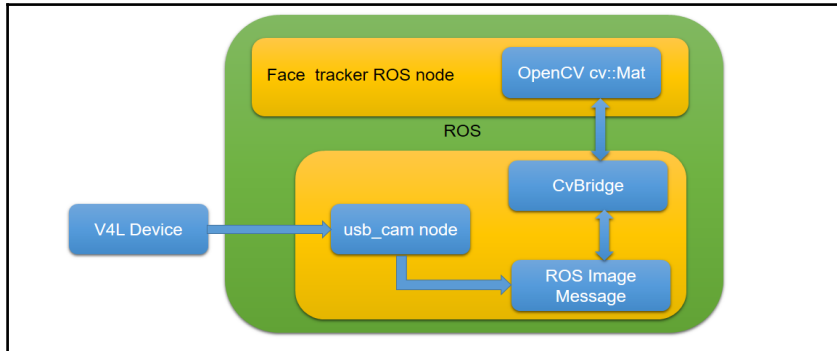 Face tracker ROS node
OpenCV cv::Mat
ROS
CvBridge
V4L Device
usb_cam node
ROS Image
Message